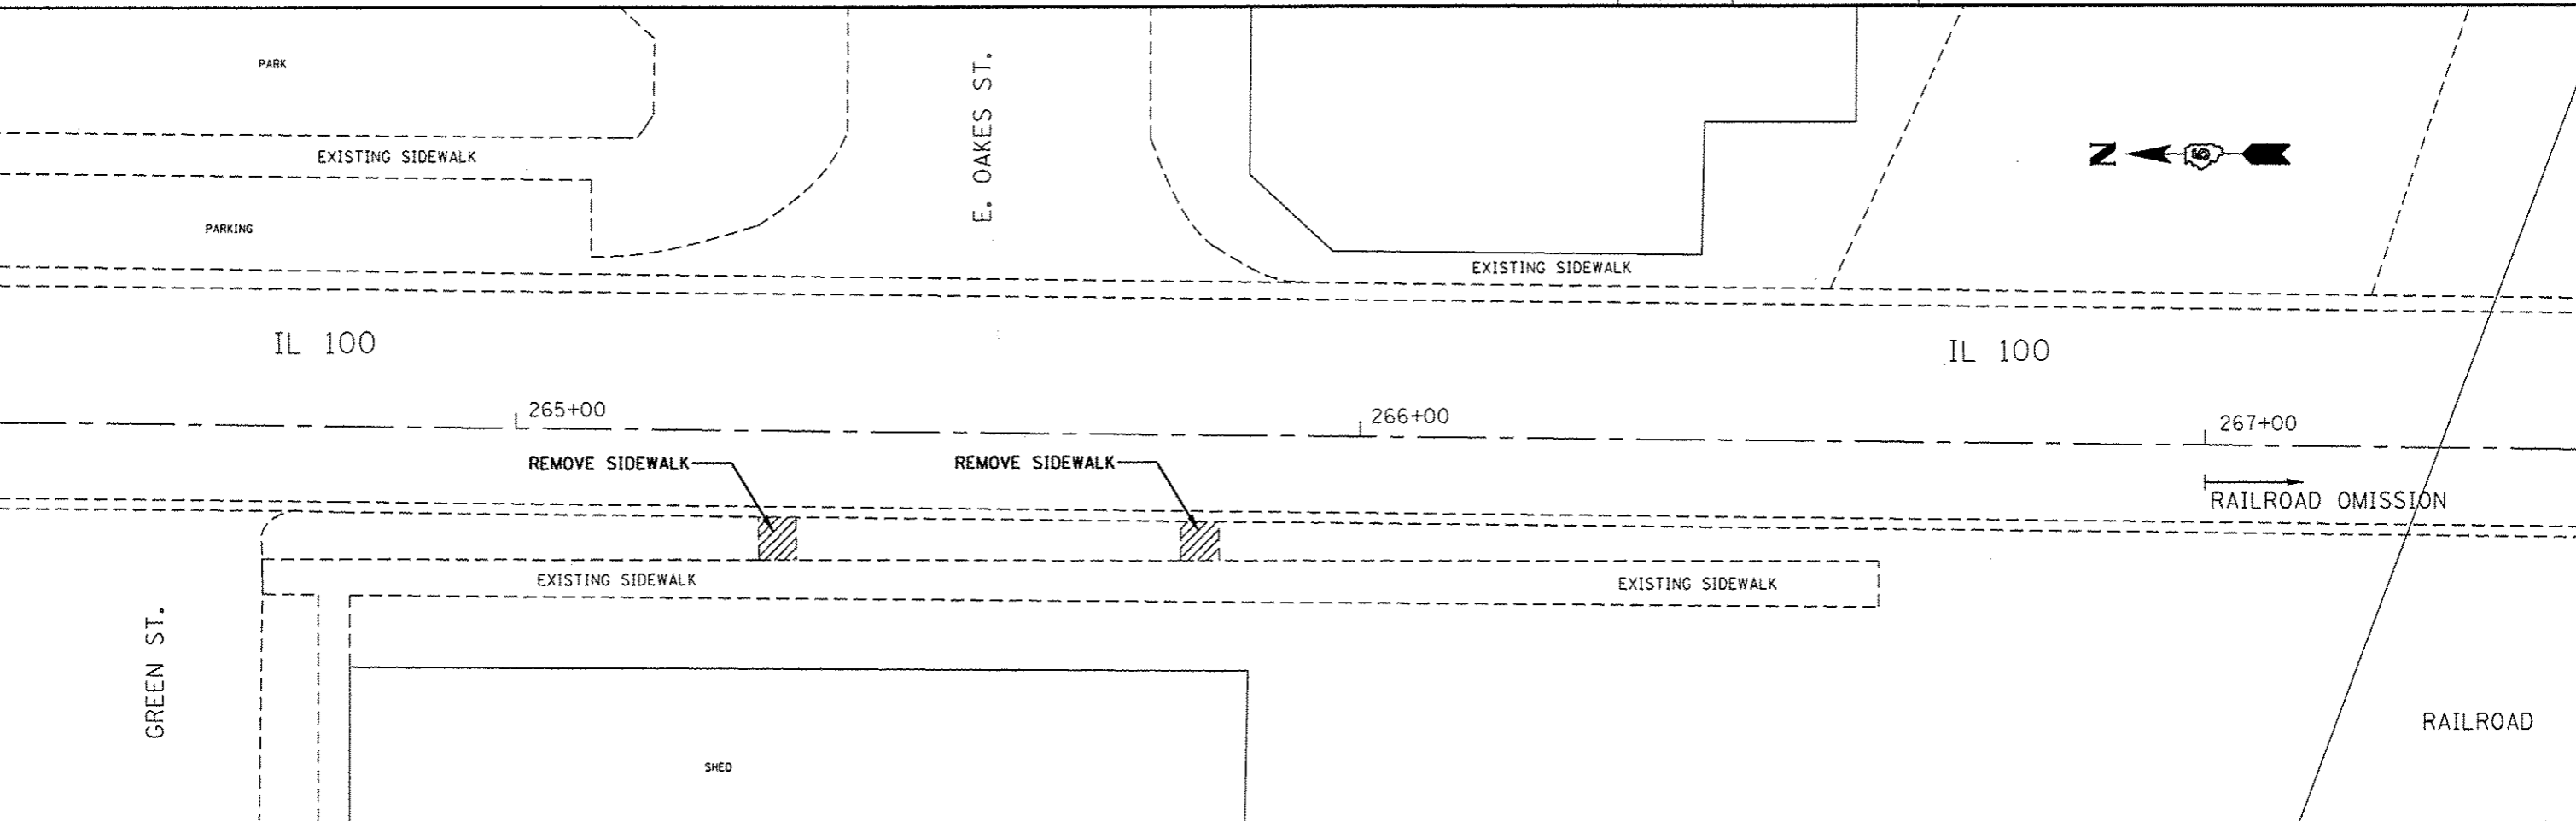 PARK
E. OAKES ST.
EXISTING SIDEWALK
N
5
PARKING
EXISTING SIDEWALK
IL 100
IL 100
265+00
266+00
267+00
REMOVE SIDEWALK
REMOVE SIDEWALK
RAILROAD OMISSION
EXISTING SIDEWALK
EXISTING SIDEWALK
GREEN ST.
RAILROAD
SHED